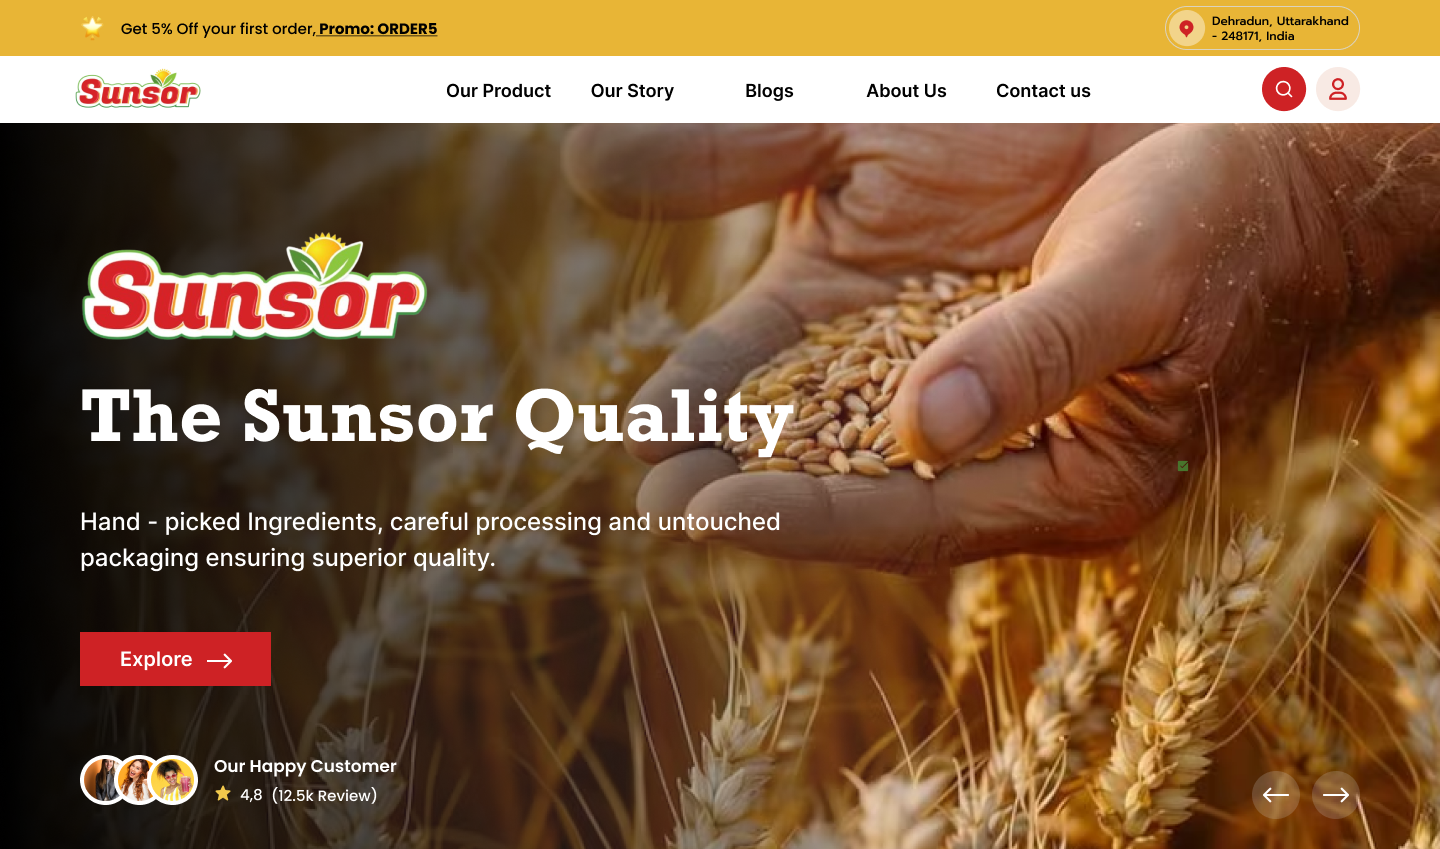 Get 5% Off your first order, Promo: ORDER5
Dehradun, Uttarakhand
- 248171, India
Sunsor
Our Product
Our Story
Blogs
About Us
Contact us
Sunsor
The Sunsor Quality
Hand - picked Ingredients, careful processing and untouched
packaging ensuring superior quality.
Explore
Our Happy Customer
4,8 (12.5k Review)